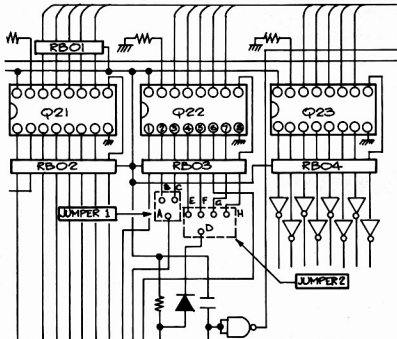 RB01
Q21
Q22
Q23
1 2 3 4 5 6 7 8
RB02
RB03
RB04
B C
A
E F G H
D
JUMPER 1
JUMPER 2